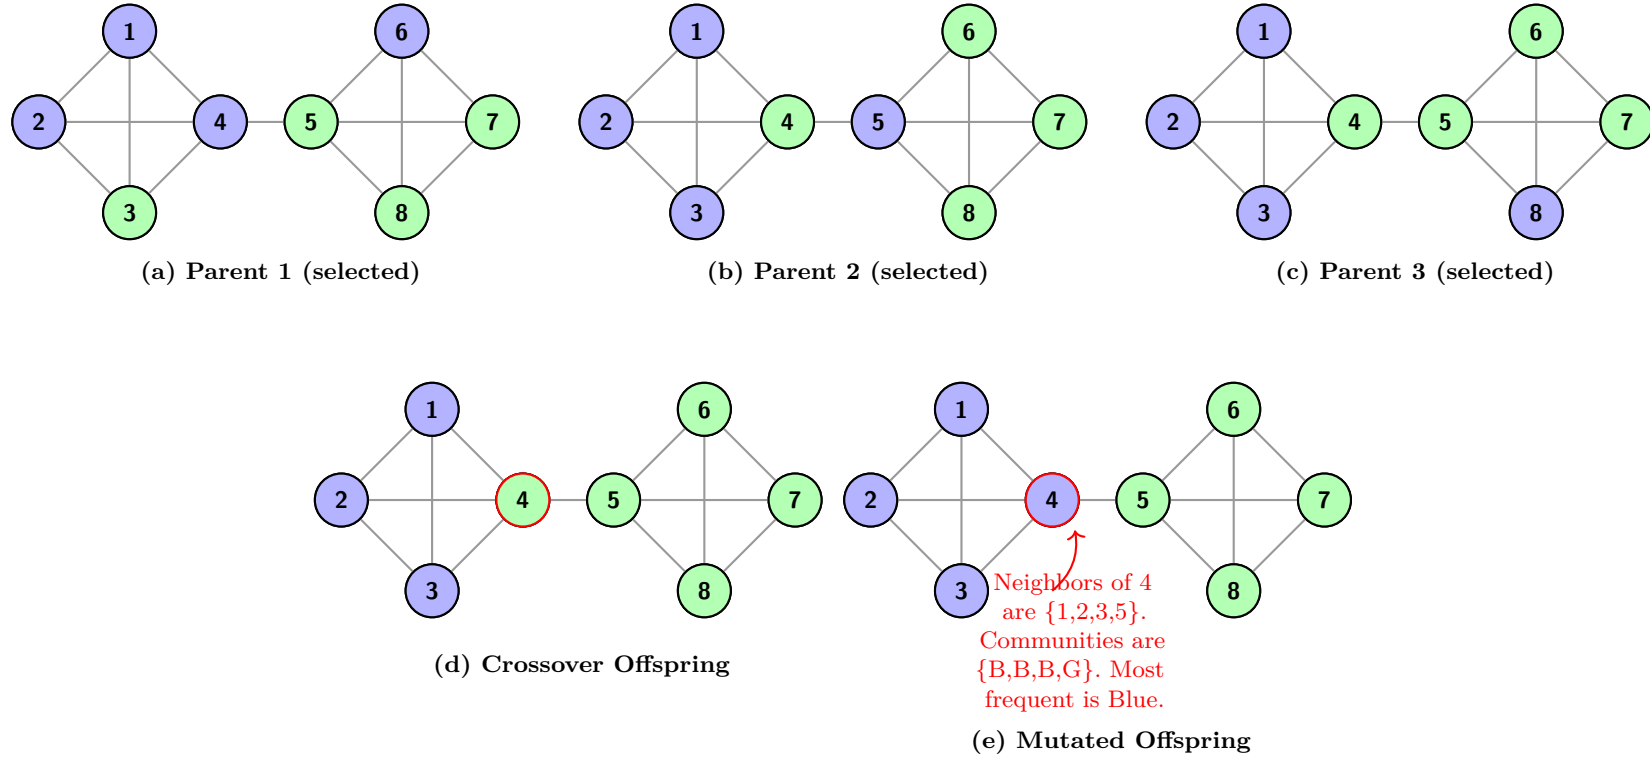 1 6
2 4 5 7
3 8
(a) Parent 1 (selected)
1 6
2 4 5 7
3 8
(b) Parent 2 (selected)
1 6
2 4 5 7
3 8
(c) Parent 3 (selected)
1 6
2 4 5 7
3 8
(d) Crossover Offspring
1 6
2 4 5 7
3 8
Neighbors of 4
are {1,2,3,5}.
Communities are
{B,B,B,G}. Most
frequent is Blue.
(e) Mutated Offspring